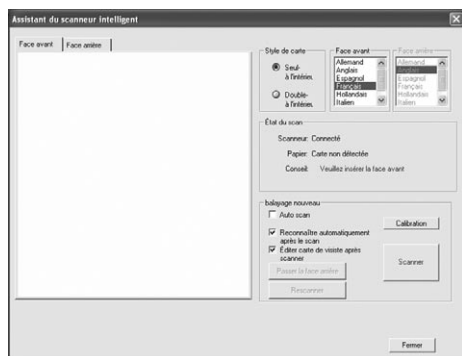 Assistant du scanneur intelligent
Face avant
Face arrière
Style de carte
Seul-
à l'intérieur.
Double-
à l'intérieur.
Face avant
Allemand
Anglais
Espagnol
Français
Hollandais
Italien
Face arrière
Allemand
Anglais
Espagnol
Français
Hollandais
Italien
État du scan
Scanneur: Connecté
Papier: Carte non détectée
Conseil: Veuillez insérer la face avant
balayage nouveau
Auto scan
Reconnaître automatiquement
après le scan
Éditer carte de visite après
scanner
Calibration
Scanner
Passer la face arrière
Rescanner
Fermer